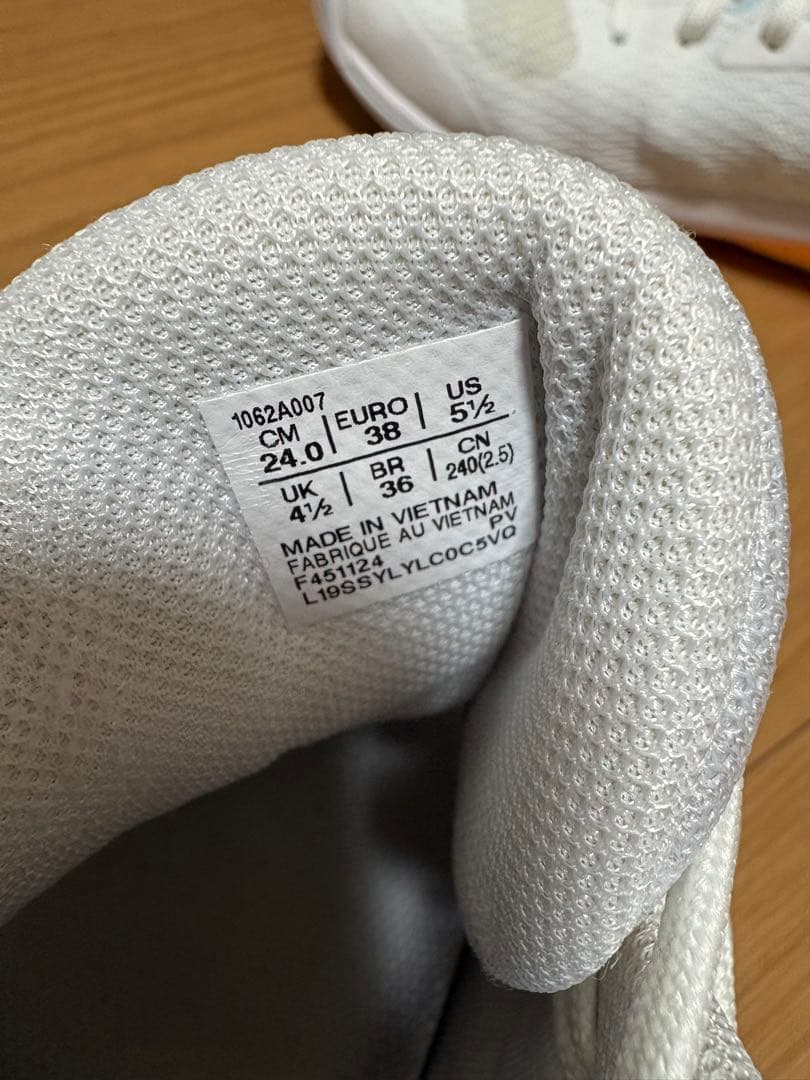 1062A007
CM | EURO | US
24.0 | 38 | 5½
UK | BR | CN
4½ | 36 | 240(2.5)
MADE IN VIETNAM
FABRIQUE AU VIETNAM
F451124 PV
L19SSYLYLC0C5VQ